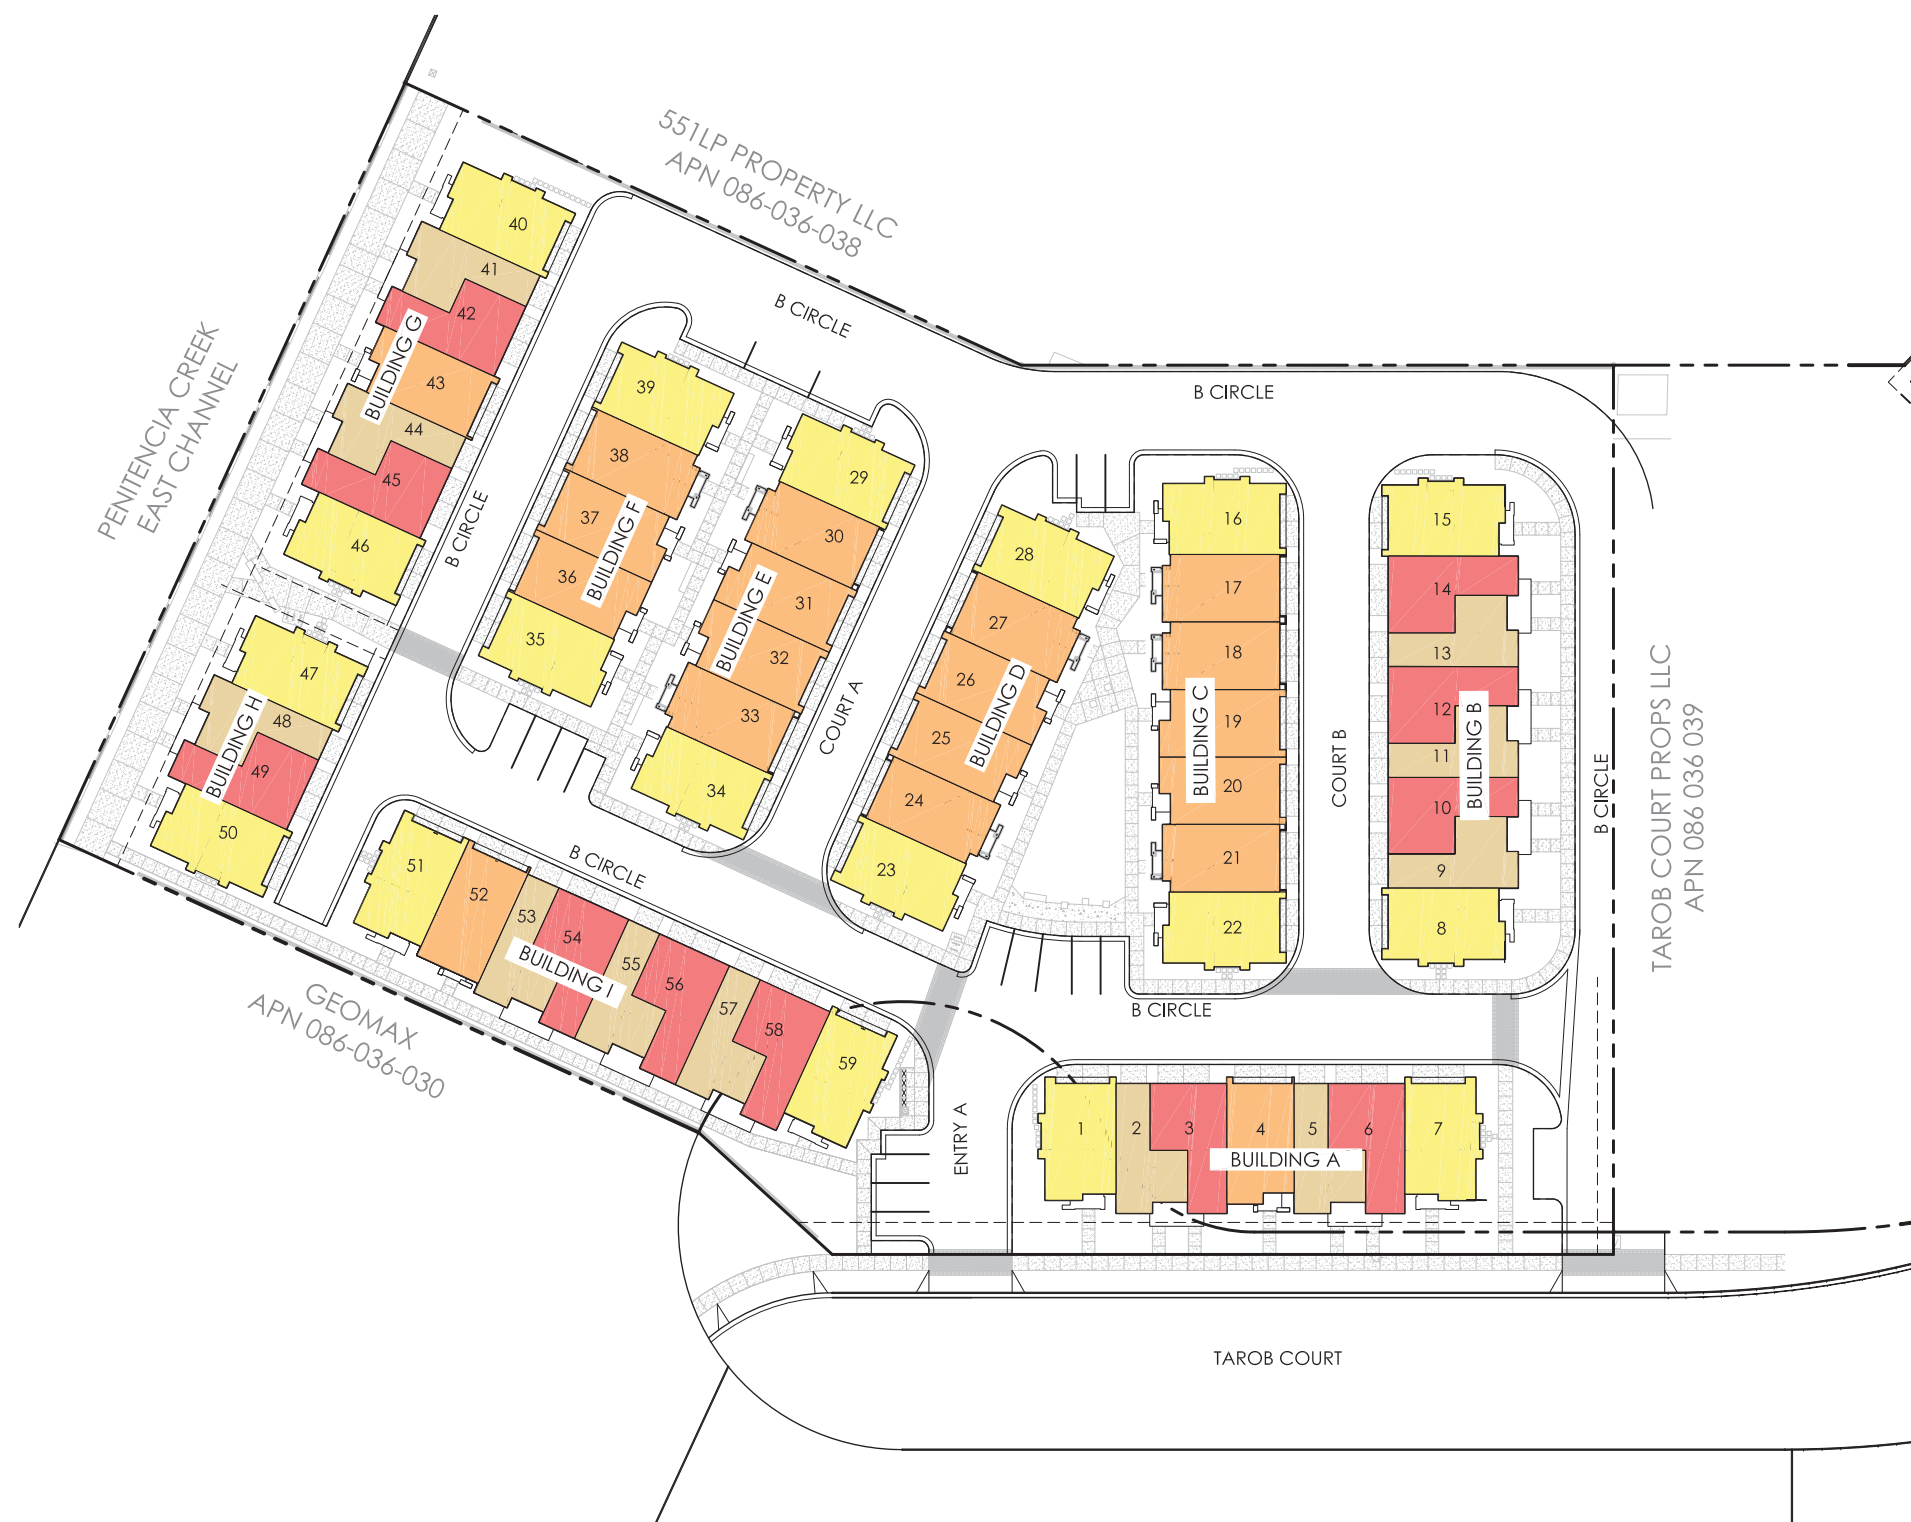 551LP PROPERTY LLC
APN 086-036-038
PENITENCIA CREEK
EAST CHANNEL
B CIRCLE
B CIRCLE
40
41
42
43
44
45
46
BUILDING G
B CIRCLE
39
38
37
36
35
BUILDING F
29
30
31
32
33
34
BUILDING E
COURT A
28
27
26
25
24
23
BUILDING D
16
17
18
19
20
21
22
BUILDING C
COURT B
15
14
13
12
11
10
9
8
BUILDING B
B CIRCLE
TAROB COURT PROPS LLC
APN 086 036 039
47
48
49
50
BUILDING H
B CIRCLE
51
52
53
54
55
56
57
58
59
BUILDING I
GEOMAX
APN 086-036-030
B CIRCLE
ENTRY A
1
2
3
4
5
6
7
BUILDING A
TAROB COURT